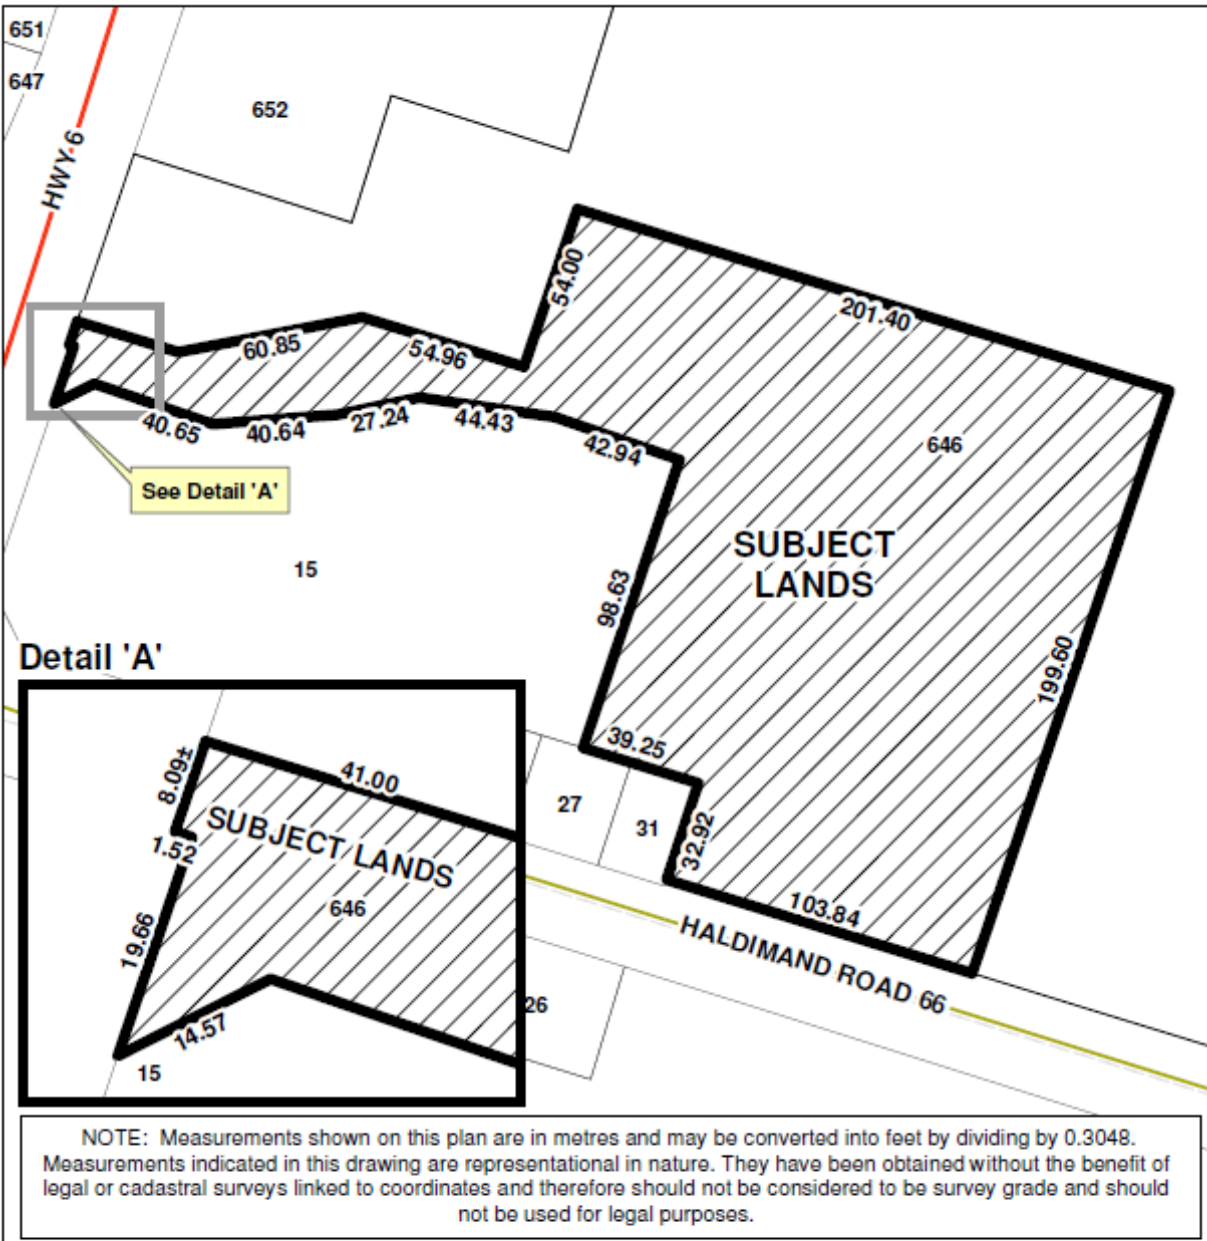 651
647
652
HWY 6
54.00
201.40
60.85
54.96
40.65
40.64
27.24
44.43
42.94
646
See Detail 'A'
SUBJECT
LANDS
15
98.63
199.60
Detail 'A'
39.25
27
31
32.92
103.84
HALDIMAND ROAD 66
26
8.09±
41.00
1.52
SUBJECT LANDS
646
19.66
14.57
15
NOTE: Measurements shown on this plan are in metres and may be converted into feet by dividing by 0.3048.
Measurements indicated in this drawing are representational in nature. They have been obtained without the benefit of
legal or cadastral surveys linked to coordinates and therefore should not be considered to be survey grade and should
not be used for legal purposes.